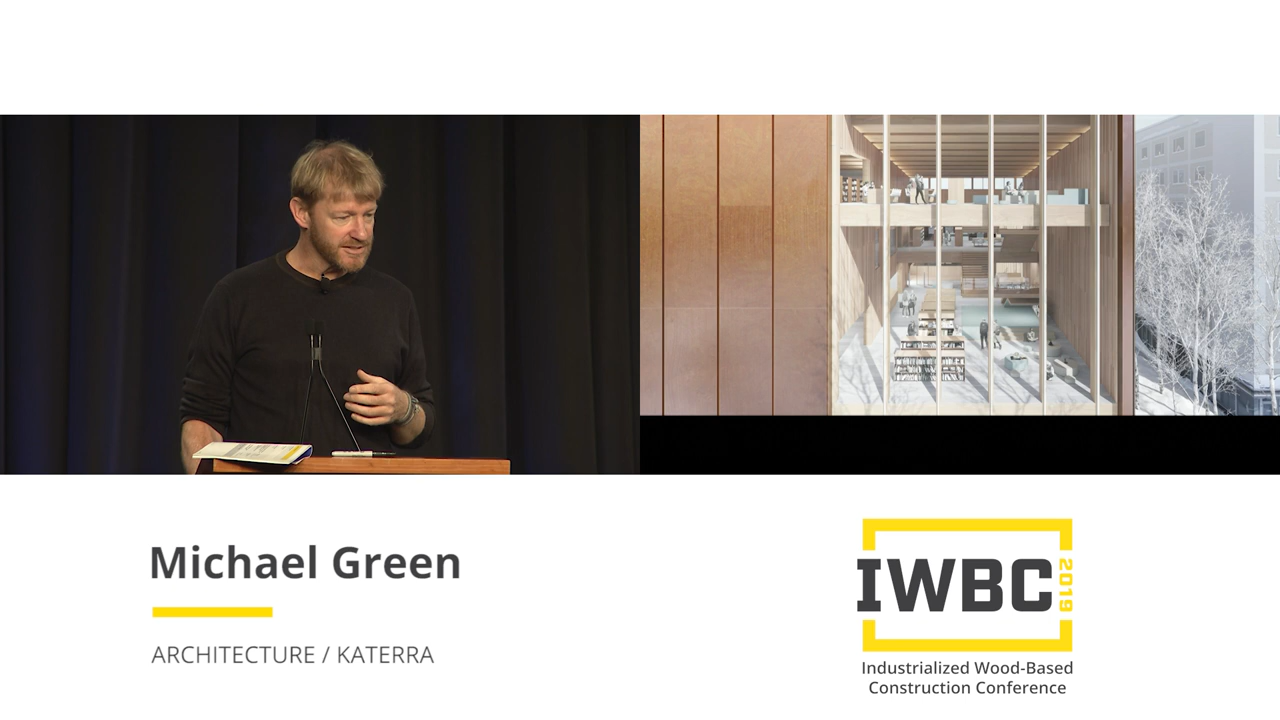 Michael Green
ARCHITECTURE / KATERRA
IWBC 2019
Industrialized Wood-Based
Construction Conference